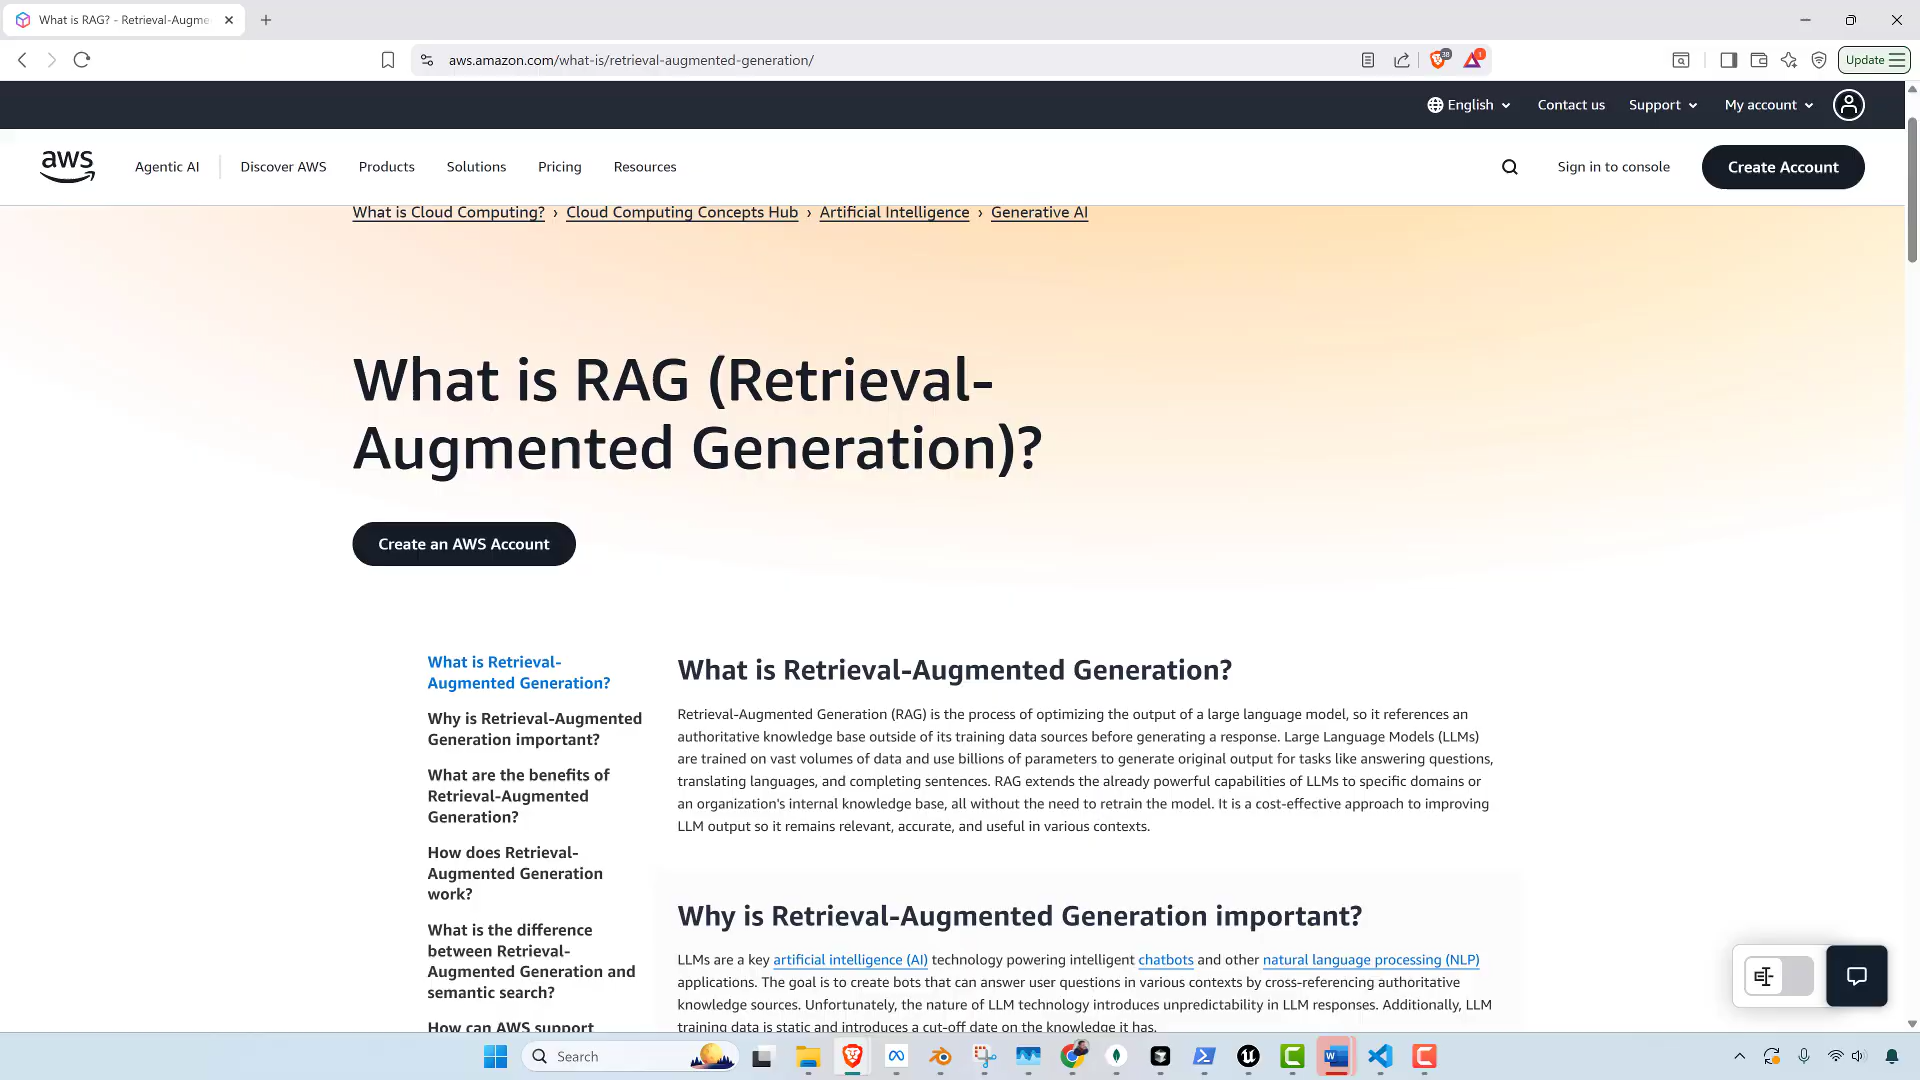 What is RAG? - Retrieval-Augme
aws.amazon.com/what-is/retrieval-augmented-generation/
38
1
Update
English
Contact us
Support
My account
aws
Agentic AI
Discover AWS
Products
Solutions
Pricing
Resources
Sign in to console
Create Account
What is Cloud Computing? › Cloud Computing Concepts Hub › Artificial Intelligence › Generative AI
What is RAG (Retrieval-
Augmented Generation)?
Create an AWS Account
What is Retrieval-
Augmented Generation?
Why is Retrieval-Augmented
Generation important?
What are the benefits of
Retrieval-Augmented
Generation?
How does Retrieval-
Augmented Generation
work?
What is the difference
between Retrieval-
Augmented Generation and
semantic search?
How can AWS support
What is Retrieval-Augmented Generation?
Retrieval-Augmented Generation (RAG) is the process of optimizing the output of a large language model, so it references an
authoritative knowledge base outside of its training data sources before generating a response. Large Language Models (LLMs)
are trained on vast volumes of data and use billions of parameters to generate original output for tasks like answering questions,
translating languages, and completing sentences. RAG extends the already powerful capabilities of LLMs to specific domains or
an organization's internal knowledge base, all without the need to retrain the model. It is a cost-effective approach to improving
LLM output so it remains relevant, accurate, and useful in various contexts.
Why is Retrieval-Augmented Generation important?
LLMs are a key artificial intelligence (AI) technology powering intelligent chatbots and other natural language processing (NLP)
applications. The goal is to create bots that can answer user questions in various contexts by cross-referencing authoritative
knowledge sources. Unfortunately, the nature of LLM technology introduces unpredictability in LLM responses. Additionally, LLM
training data is static and introduces a cut-off date on the knowledge it has.
Search